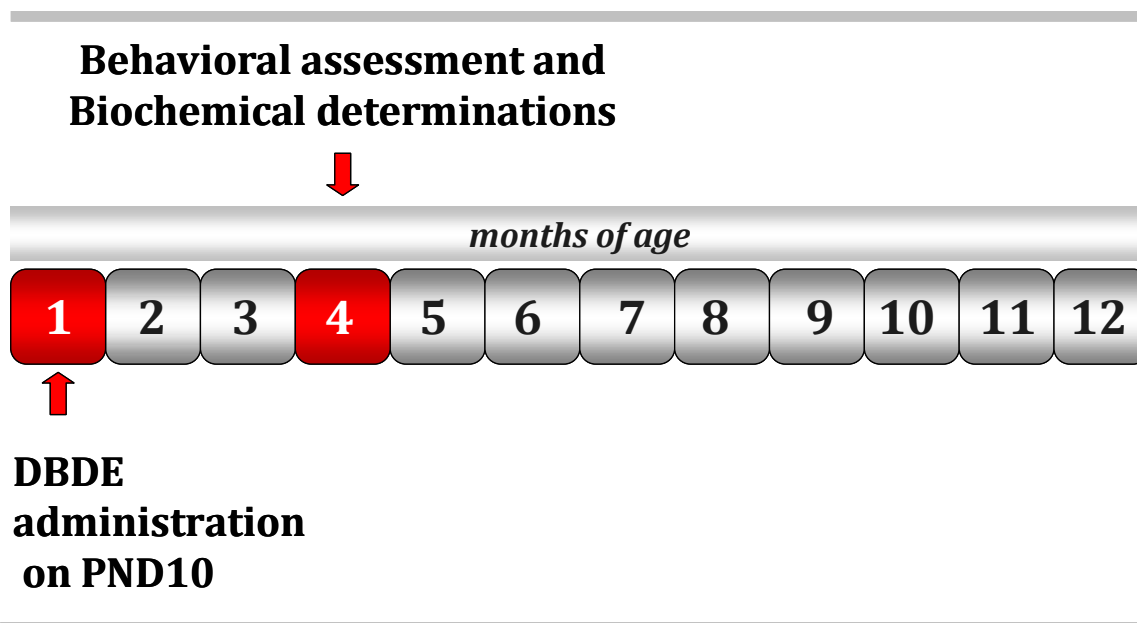 Behavioral assessment and
Biochemical determinations
months of age
1 2 3 4 5 6 7 8 9 10 11 12
DBDE
administration
on PND10